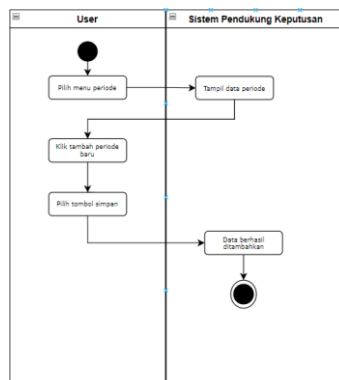 User
Sistem Pendukung Keputusan
Pilih menu periode
Tampil data periode
Klik tambah periode
baru
Pilih tombol simpan
Data berhasil
ditambahkan